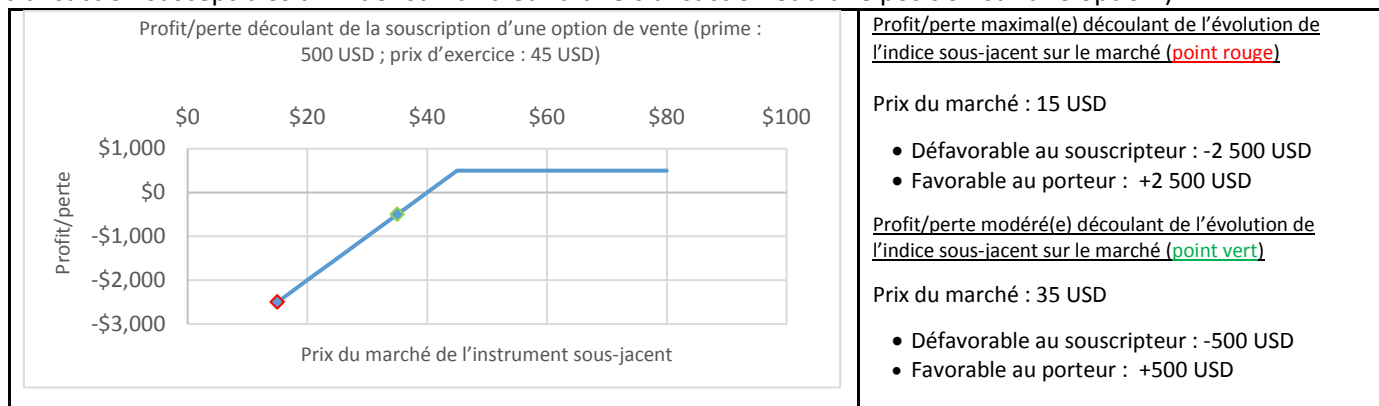 Profit/perte découlant de la souscription d'une option de vente (prime :
500 USD ; prix d'exercice : 45 USD)
$0 $20 $40 $60 $80 $100
$1,000
$0
-$1,000
-$2,000
-$3,000
Profit/perte
Prix du marché de l'instrument sous-jacent
Profit/perte maximal(e) découlant de l'évolution de
l'indice sous-jacent sur le marché (point rouge)
Prix du marché : 15 USD
• Défavorable au souscripteur : -2 500 USD
• Favorable au porteur : +2 500 USD
Profit/perte modéré(e) découlant de l'évolution de
l'indice sous-jacent sur le marché (point vert)
Prix du marché : 35 USD
• Défavorable au souscripteur : -500 USD
• Favorable au porteur : +500 USD